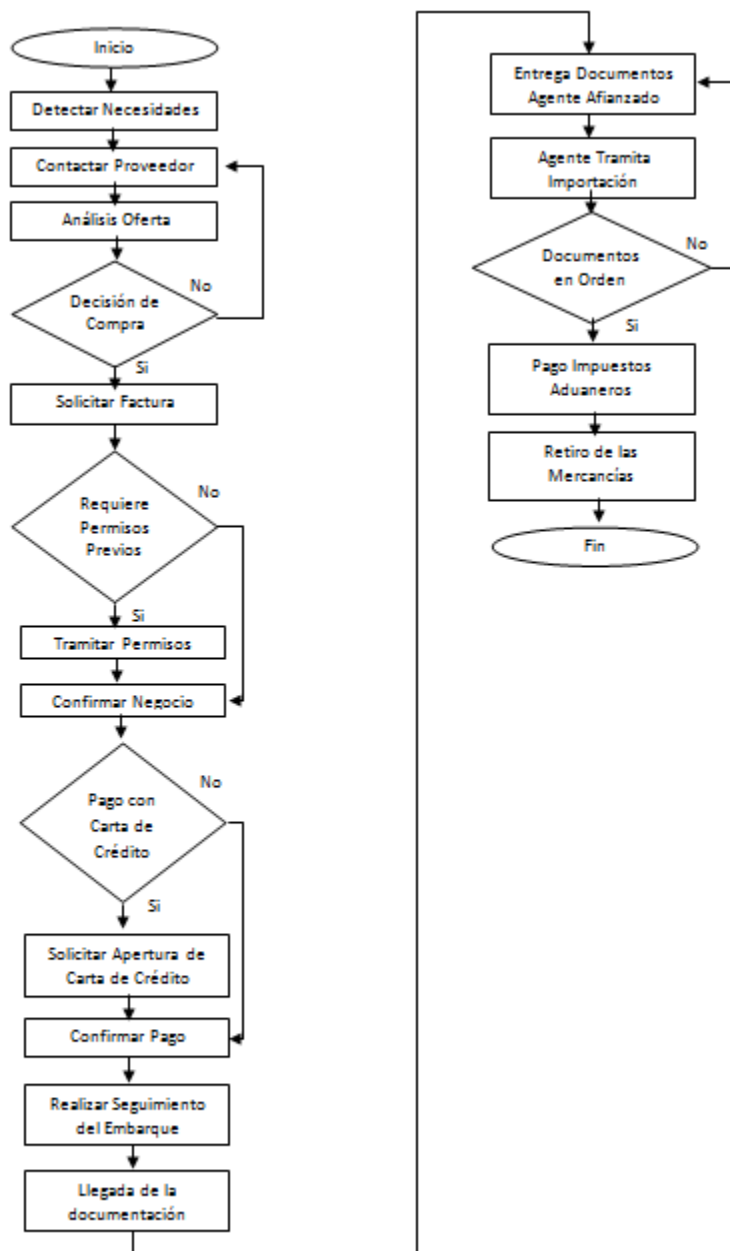 Inicio
Detectar Necesidades
Contactar Proveedor
Análisis Oferta
No
Decisión de
Compra
Si
Solicitar Factura
No
Requiere
Permisos
Previos
Si
Tramitar Permisos
Confirmar Negocio
No
Pago con
Carta de
Crédito
Si
Solicitar Apertura de
Carta de Crédito
Confirmar Pago
Realizar Seguimiento
del Embarque
Llegada de la
documentación
Entrega Documentos
Agente Afianzado
Agente Tramita
Importación
No
Documentos
en Orden
Si
Pago Impuestos
Aduaneros
Retiro de las
Mercancías
Fin